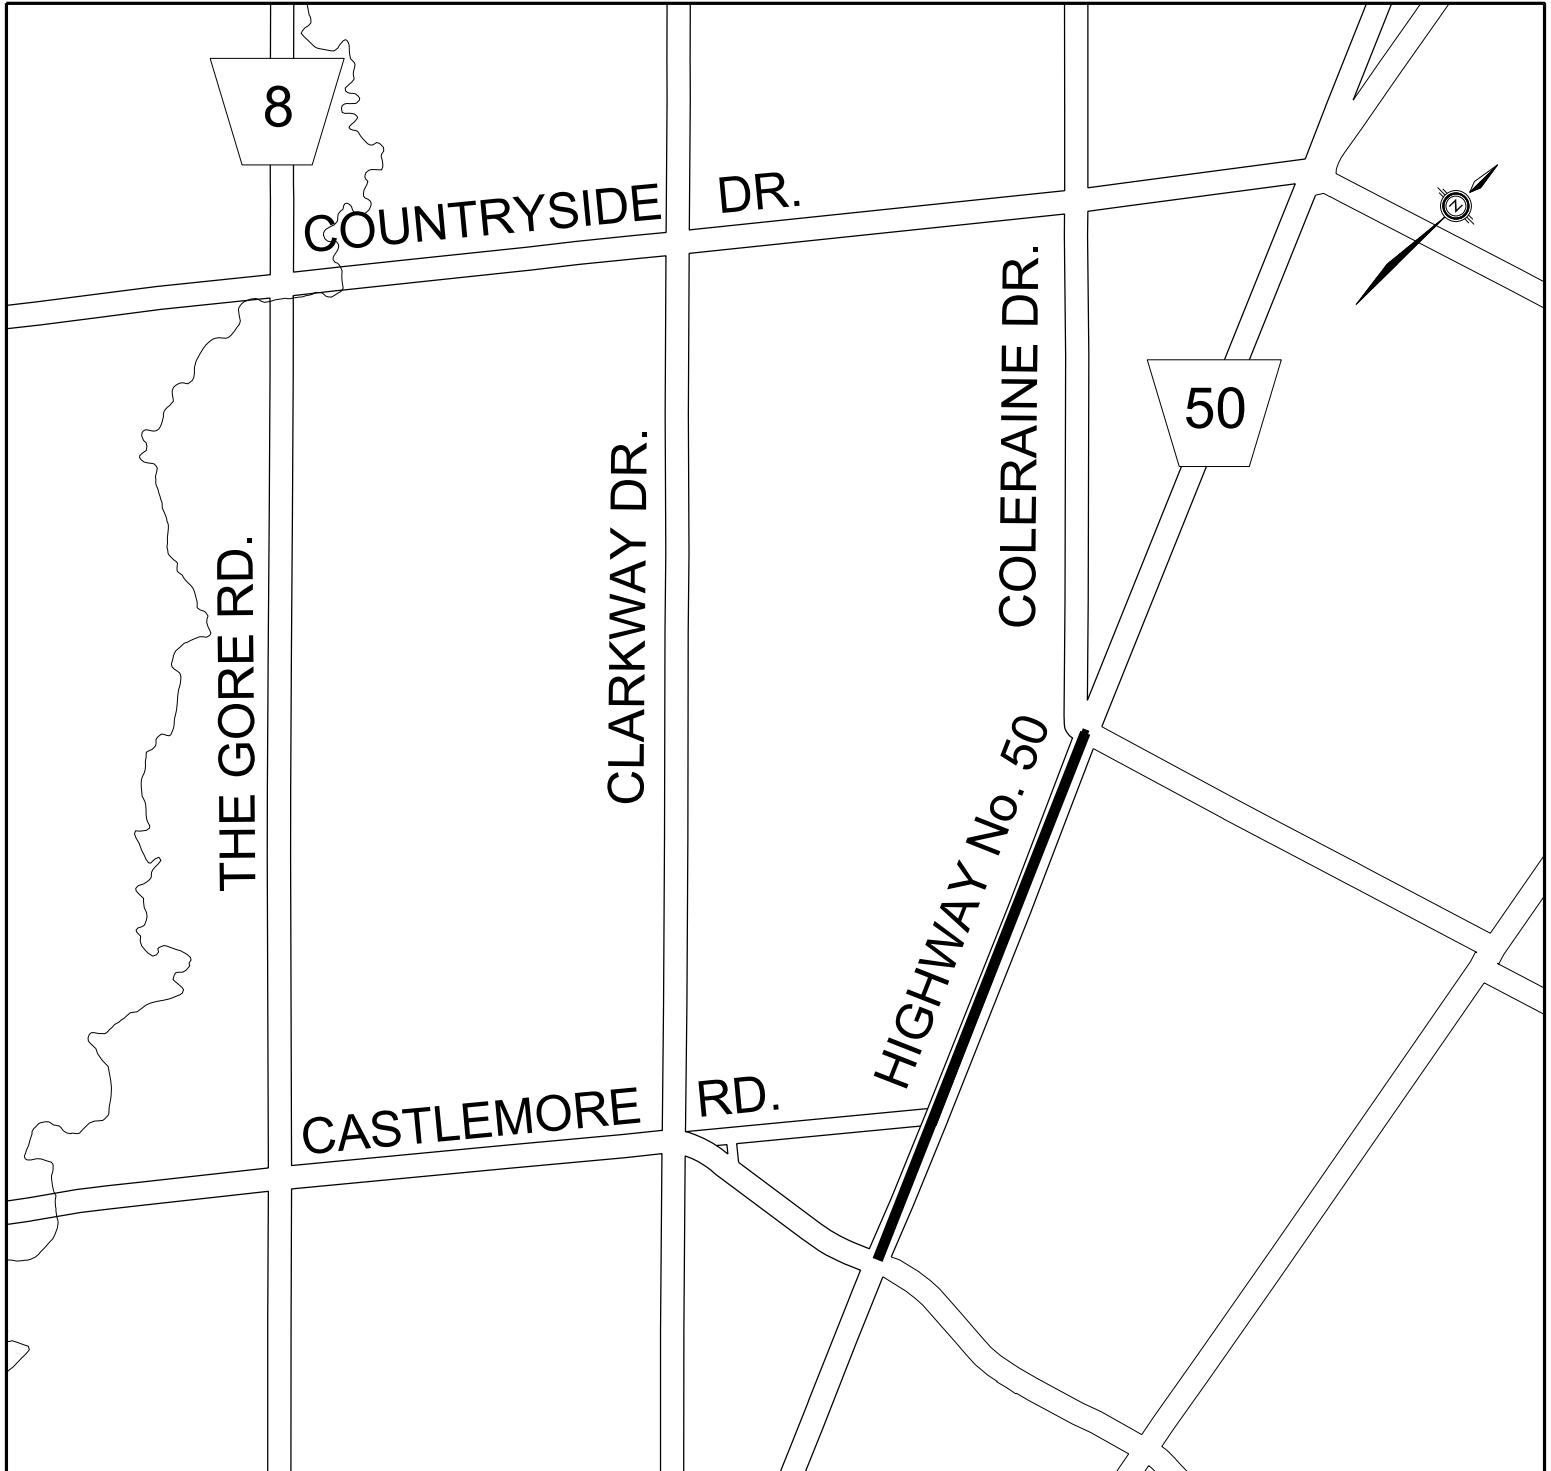 8
COUNTRYSIDE DR.
COLERAINE DR.
50
CLARKWAY DR.
THE GORE RD.
HIGHWAY No. 50
CASTLEMORE RD.
N